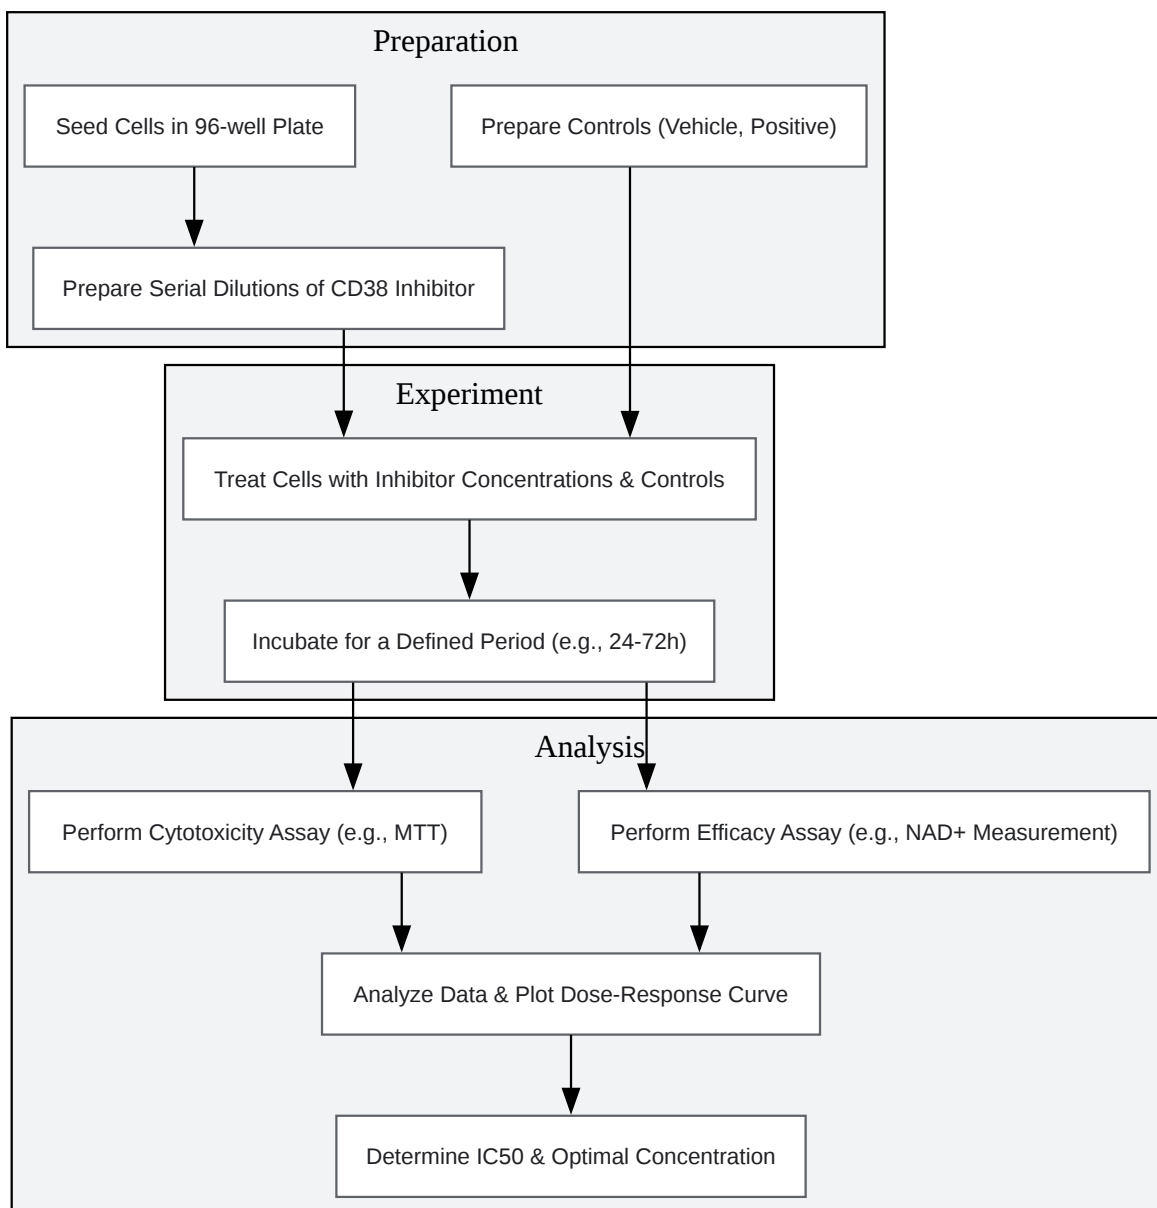 Preparation
Seed Cells in 96-well Plate
Prepare Controls (Vehicle, Positive)
Prepare Serial Dilutions of CD38 Inhibitor
Experiment
Treat Cells with Inhibitor Concentrations & Controls
Incubate for a Defined Period (e.g., 24-72h)
Analysis
Perform Cytotoxicity Assay (e.g., MTT)
Perform Efficacy Assay (e.g., NAD+ Measurement)
Analyze Data & Plot Dose-Response Curve
Determine IC50 & Optimal Concentration